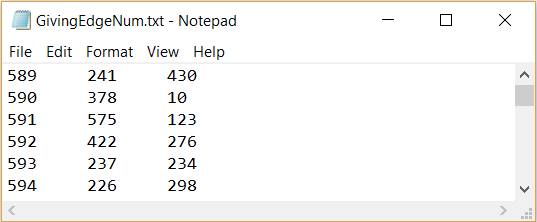 GivingEdgeNum.txt - Notepad
File Edit Format View Help
589 241 430
590 378 10
591 575 123
592 422 276
593 237 234
594 226 298